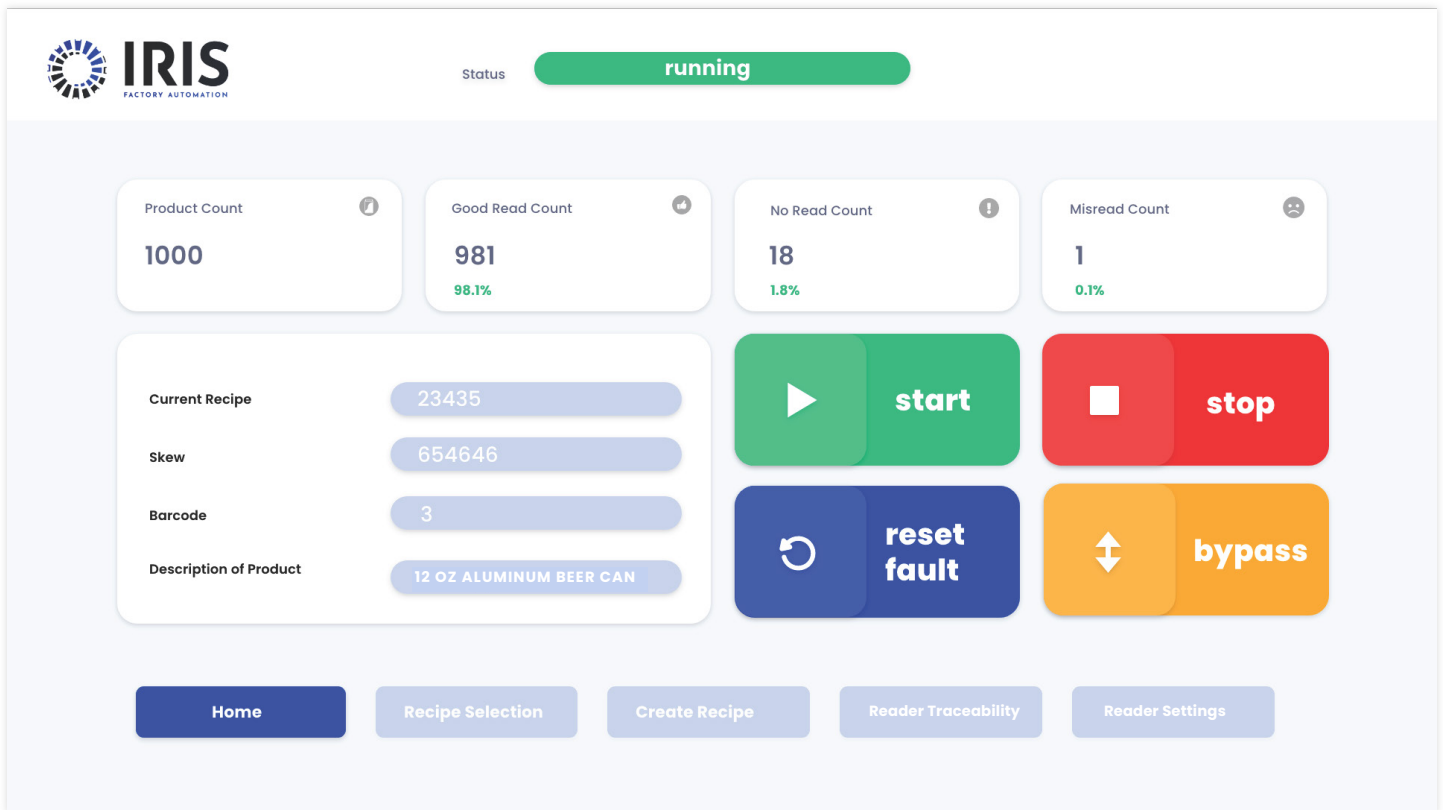 IRIS
FACTORY AUTOMATION
Status
running
Product Count
1000
Good Read Count
981
98.1%
No Read Count
18
1.8%
Misread Count
1
0.1%
Current Recipe
23435
Skew
654646
Barcode
3
Description of Product
12 OZ ALUMINUM BEER CAN
start
stop
reset
fault
bypass
Home
Recipe Selection
Create Recipe
Reader Traceability
Reader Settings